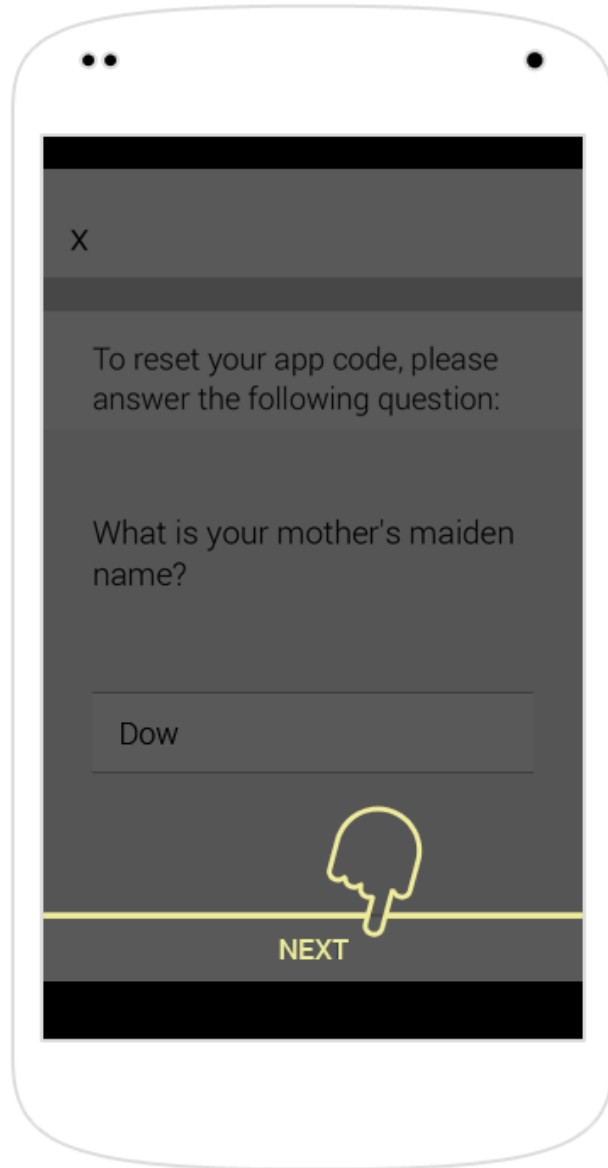 X
To reset your app code, please
answer the following question:
What is your mother's maiden
name?
Dow
NEXT